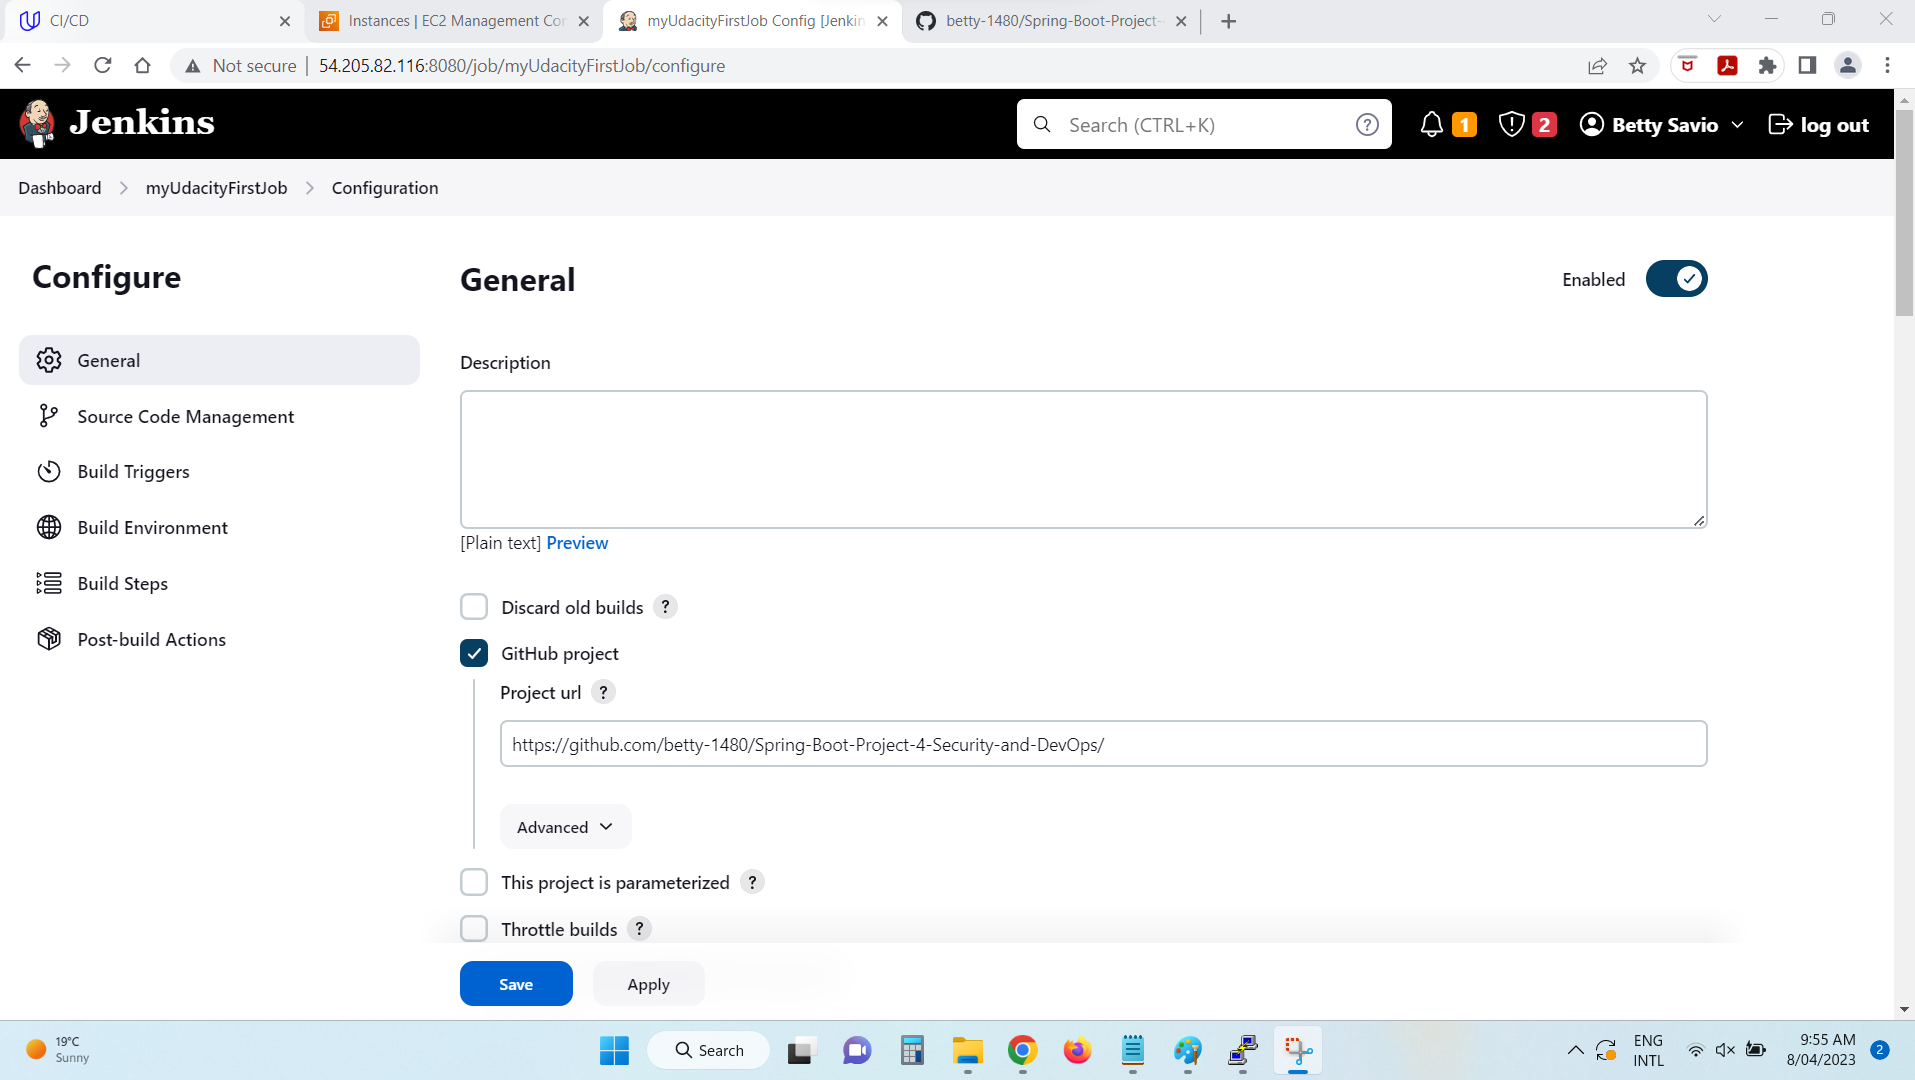 CI/CD
Instances | EC2 Management Con
myUdacityFirstJob Config [Jenkin
betty-1480/Spring-Boot-Project-
Not secure
54.205.82.116:8080/job/myUdacityFirstJob/configure
Jenkins
Search (CTRL+K)
?
1
2
Betty Savio
log out
Dashboard
myUdacityFirstJob
Configuration
Configure
General
Source Code Management
Build Triggers
Build Environment
Build Steps
Post-build Actions
General
Enabled
Description
[Plain text] Preview
Discard old builds ?
GitHub project
Project url ?
https://github.com/betty-1480/Spring-Boot-Project-4-Security-and-DevOps/
Advanced
This project is parameterized ?
Throttle builds ?
Save
Apply
19°C
Sunny
Search
ENG
INTL
9:55 AM
8/04/2023
2